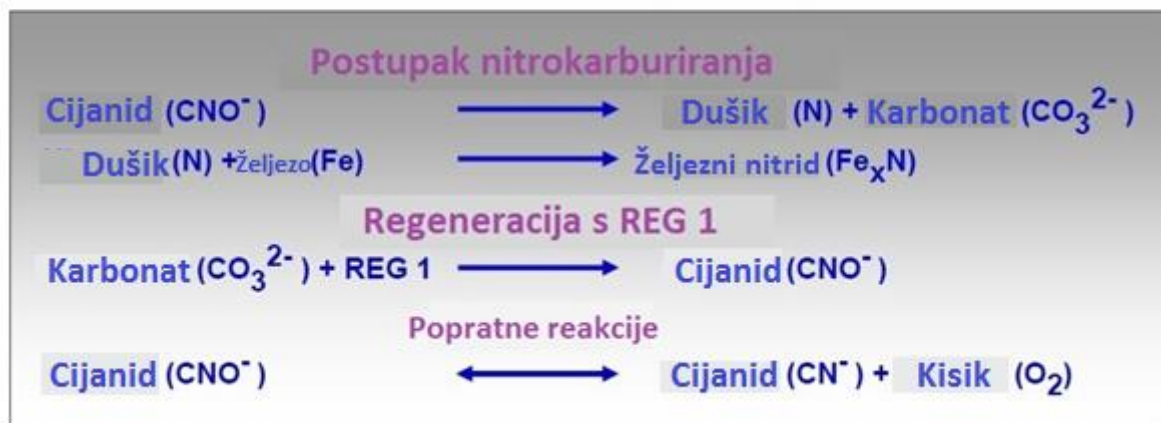 Postupak nitrokarburiranja
Cijanid (CNO⁻) → Dušik (N) + Karbonat (CO₃²⁻)
Dušik (N) + Željezo (Fe) → Željezni nitrid (FeₓN)
Regeneracija s REG 1
Karbonat (CO₃²⁻) + REG 1 → Cijanid (CNO⁻)
Popratne reakcije
Cijanid (CNO⁻) ↔ Cijanid (CN⁻) + Kisik (O₂)